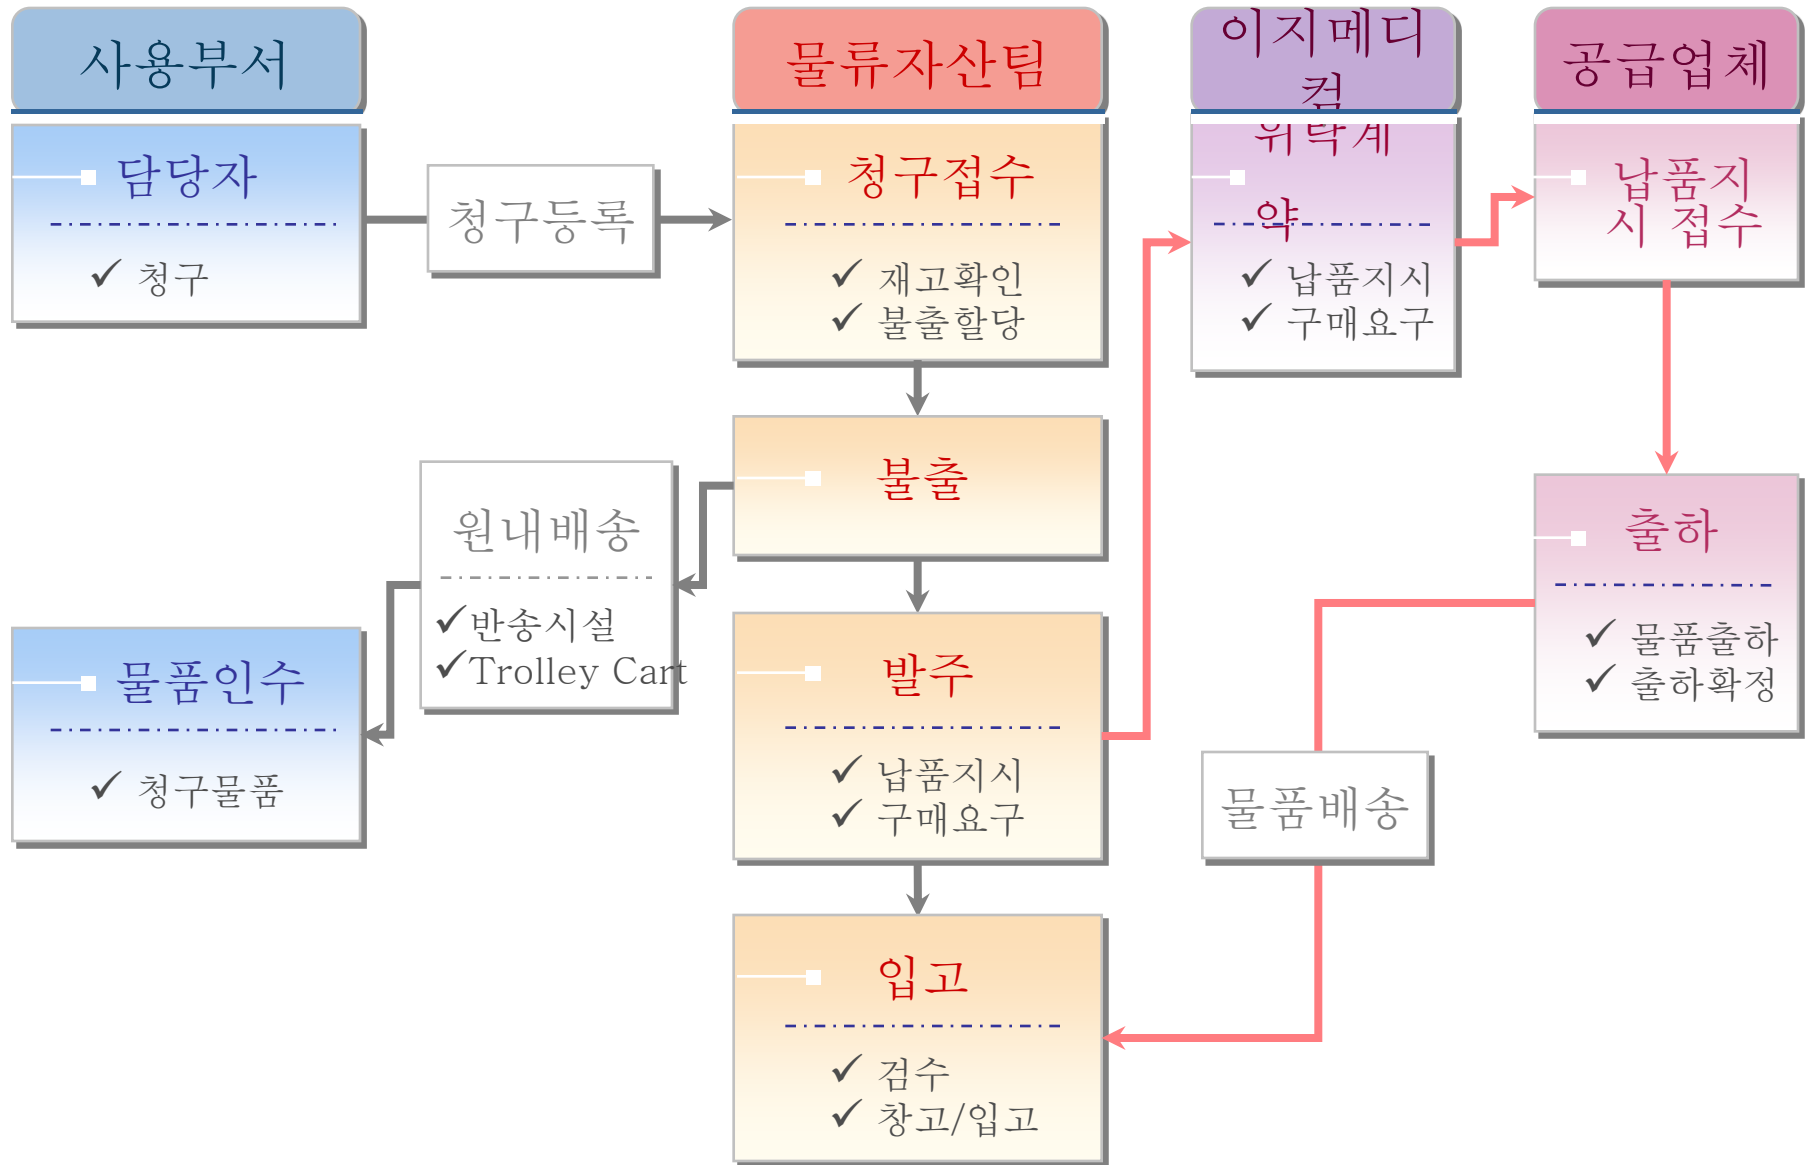 사용부서
물류자산팀
이지메디
컴
공급업체
담당자
청구
청구등록
청구접수
재고확인
불출할당
위탁계
약
납품지시
구매요구
납품지
시 접수
불출
원내배송
반송시설
Trolley Cart
물품인수
청구물품
발주
납품지시
구매요구
출하
물품출하
출하확정
물품배송
입고
검수
창고/입고